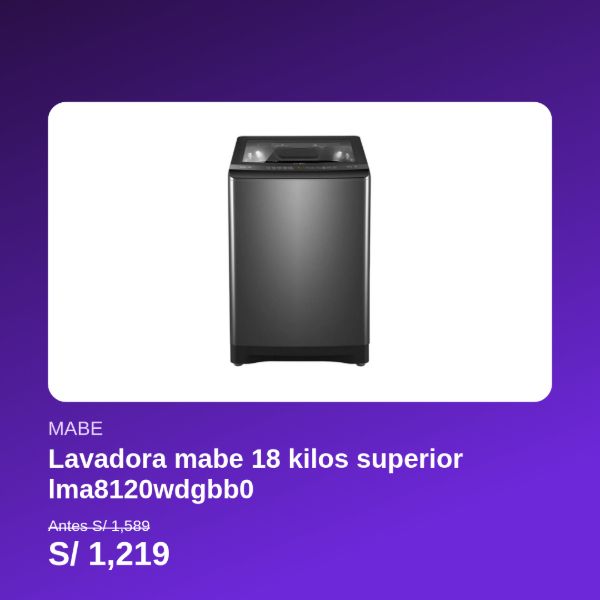 MABE
Lavadora mabe 18 kilos superior
lma8120wdgbb0
Antes S/ 1,589
S/ 1,219